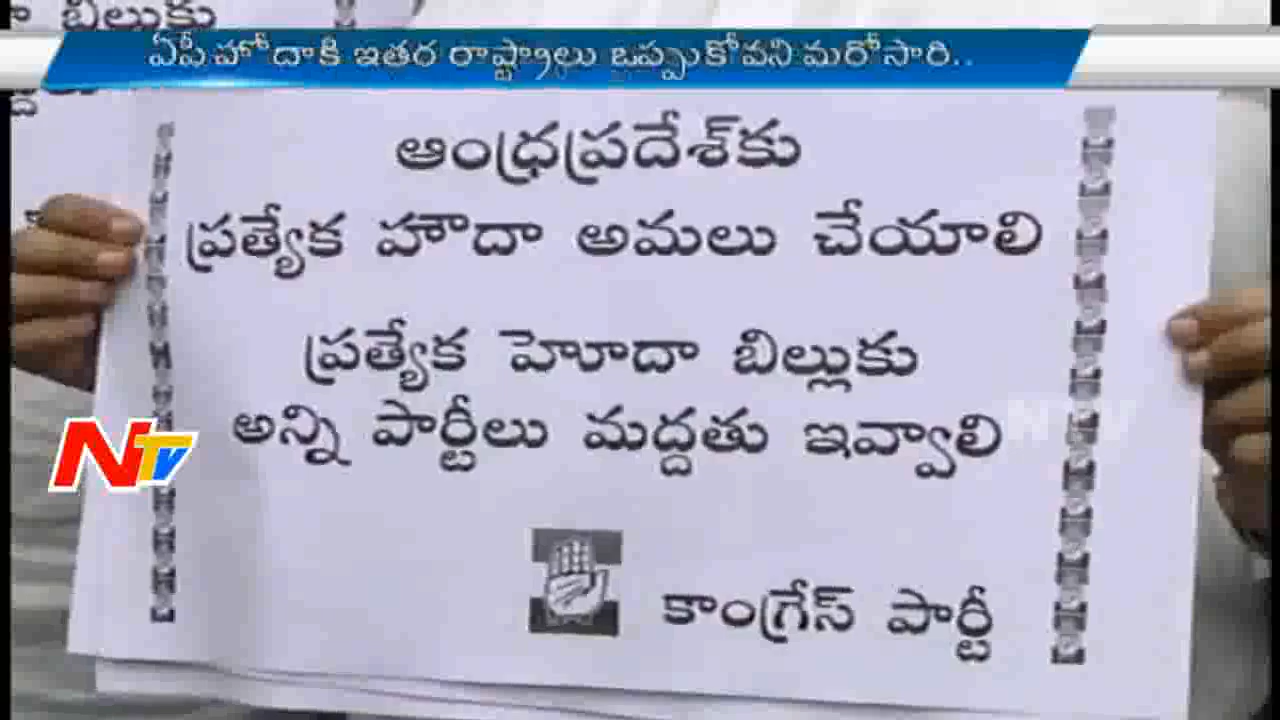 బిల్లుకు
ఏపీ హోదాకి ఇతర రాష్ట్రాలు ఒప్పుకోవని మరోసారి..
ఆంధ్రప్రదేశ్‌కు
ప్రత్యేక హౌదా అమలు చేయాలి
ప్రత్యేక హెూదా బిల్లుకు
అన్ని పార్టీలు మద్దతు ఇవ్వాలి
NTV
కాంగ్రేస్ పార్టీ